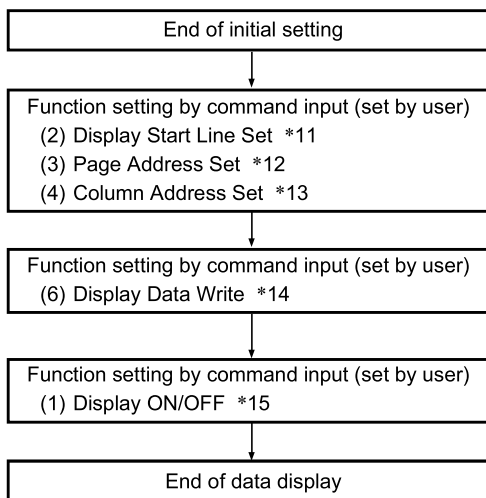 End of initial setting
Function setting by command input (set by user)
(2) Display Start Line Set *11
(3) Page Address Set *12
(4) Column Address Set *13
Function setting by command input (set by user)
(6) Display Data Write *14
Function setting by command input (set by user)
(1) Display ON/OFF *15
End of data display